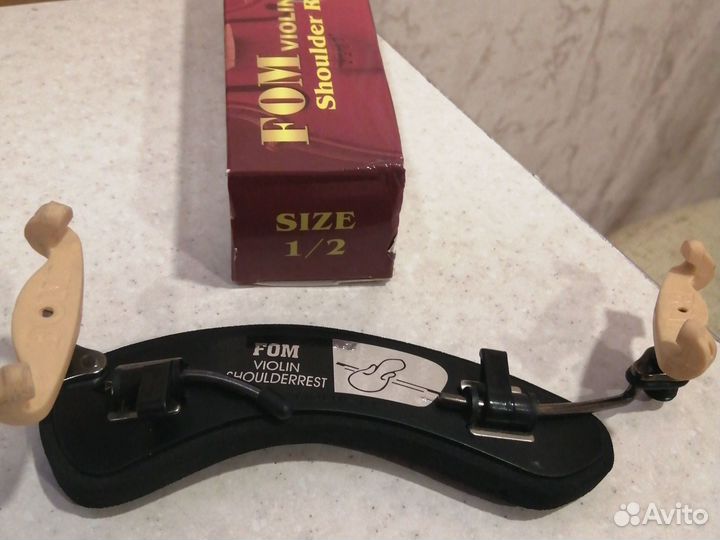 FOM VIOLIN
Shoulder R
SIZE
1/2
FOM
VIOLIN
SHOULDERREST
Avito